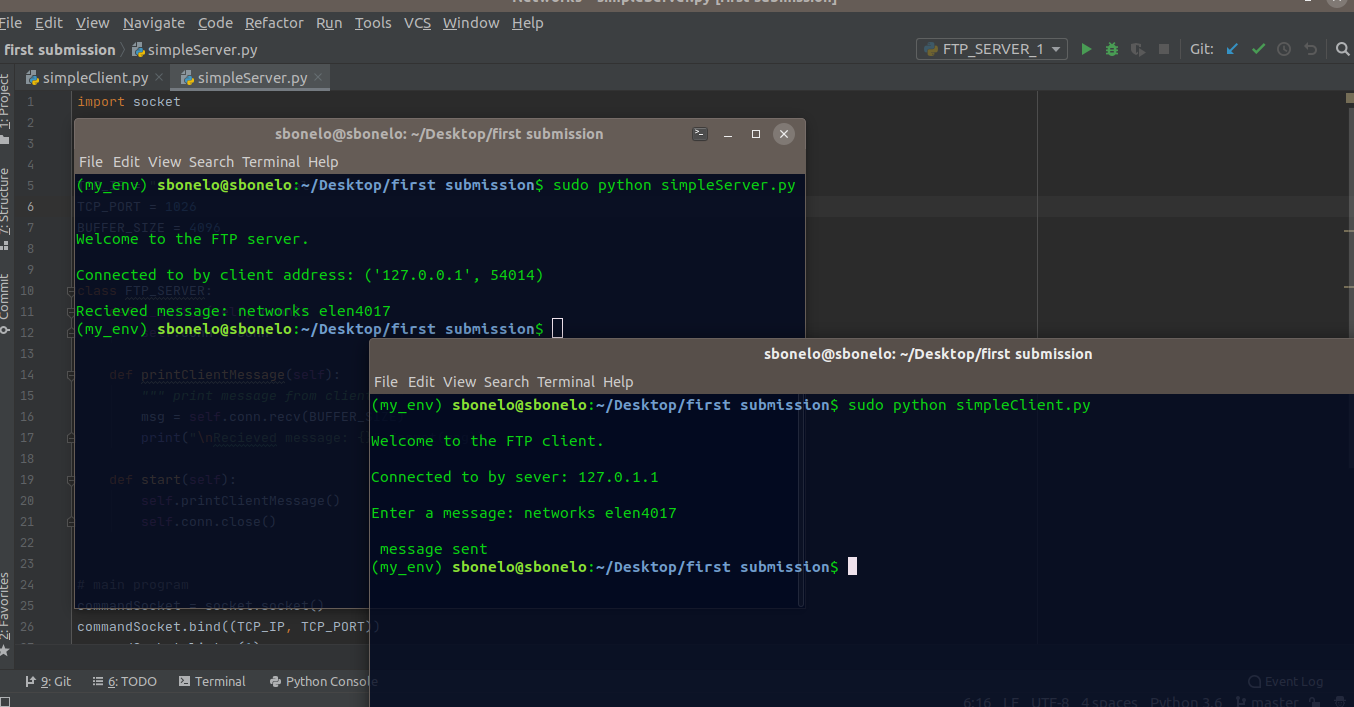 File Edit View Navigate Code Refactor Run Tools VCS Window Help
first submission simpleServer.py FTP_SERVER_1 Git:
simpleClient.py simpleServer.py
1: Project
7: Structure
Commit
2: Favorites
1 import socket
2
3
4
5
6 TCP_PORT = 1026
7 BUFFER_SIZE = 4096
8
9
10 class FTP_SERVER:
11
12
13
14 def printClientMessage(self):
15 """ print message from clien
16 msg = self.conn.recv(BUFFER_
17 print("\nRecieved message: {
18
19 def start(self):
20 self.printClientMessage()
21 self.conn.close()
22
23
24 # main program
25 commandSocket = socket.socket()
26 commandSocket.bind((TCP_IP, TCP_PORT))
sbonelo@sbonelo: ~/Desktop/first submission
File Edit View Search Terminal Help
(my_env) sbonelo@sbonelo:~/Desktop/first submission$ sudo python simpleServer.py
Welcome to the FTP server.
Connected to by client address: ('127.0.0.1', 54014)
Recieved message: networks elen4017
(my_env) sbonelo@sbonelo:~/Desktop/first submission$
sbonelo@sbonelo: ~/Desktop/first submission
File Edit View Search Terminal Help
(my_env) sbonelo@sbonelo:~/Desktop/first submission$ sudo python simpleClient.py
Welcome to the FTP client.
Connected to by sever: 127.0.1.1
Enter a message: networks elen4017
message sent
(my_env) sbonelo@sbonelo:~/Desktop/first submission$
9: Git 6: TODO Terminal Python Console Event Log
6:16 LF UTF-8 4 spaces Python 3.6 master